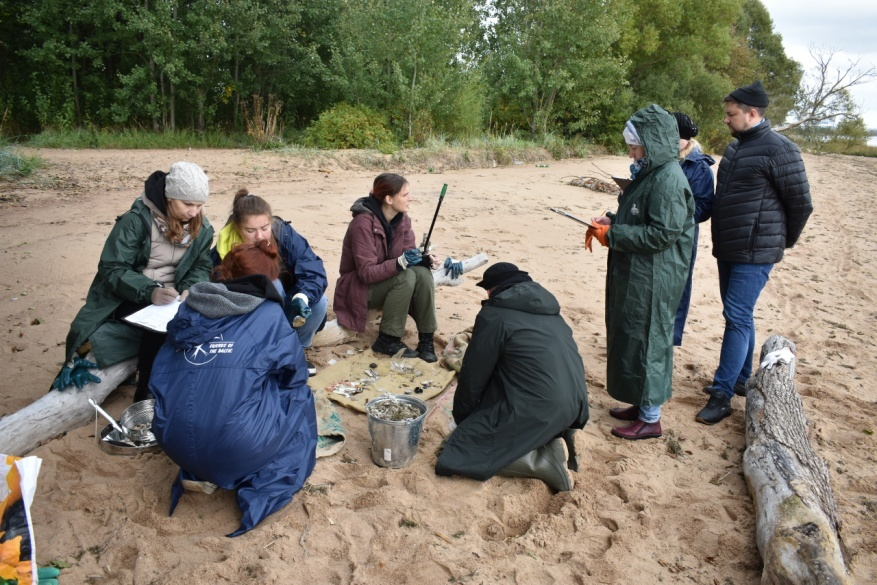 FRIENDS OF
THE BALTIC